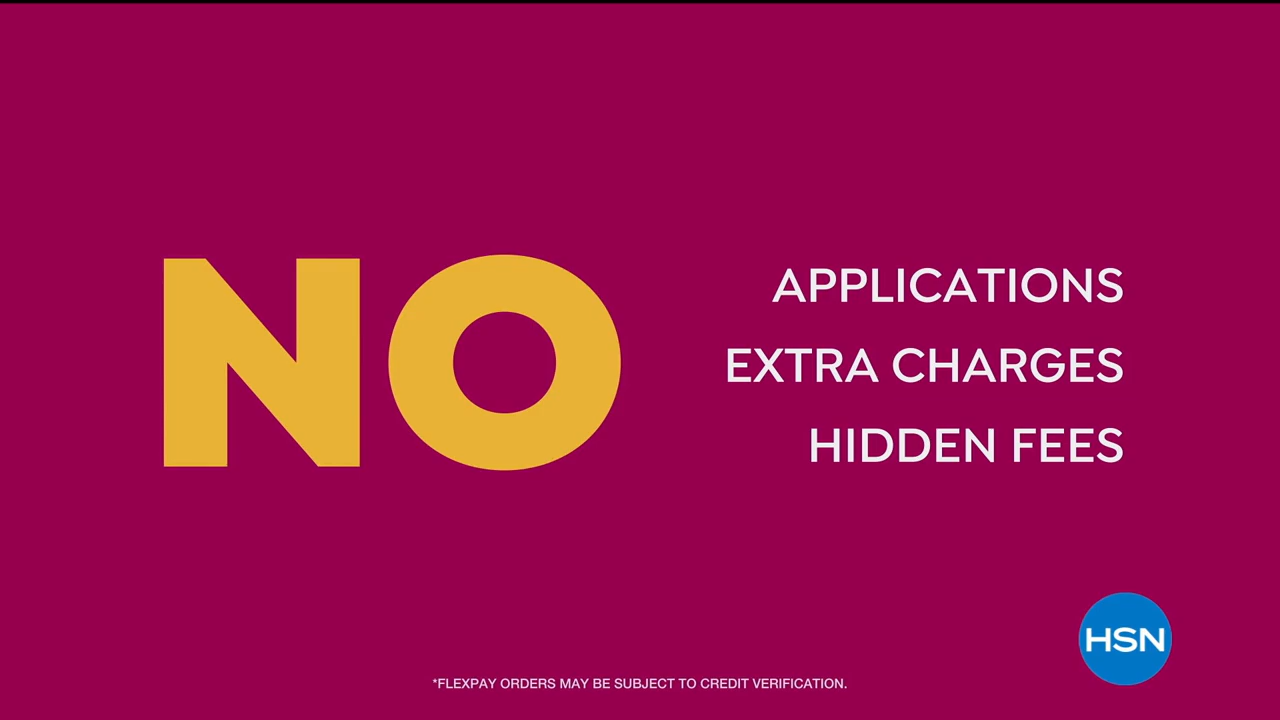 NO
APPLICATIONS
EXTRA CHARGES
HIDDEN FEES
HSN
*FLEXPAY ORDERS MAY BE SUBJECT TO CREDIT VERIFICATION.